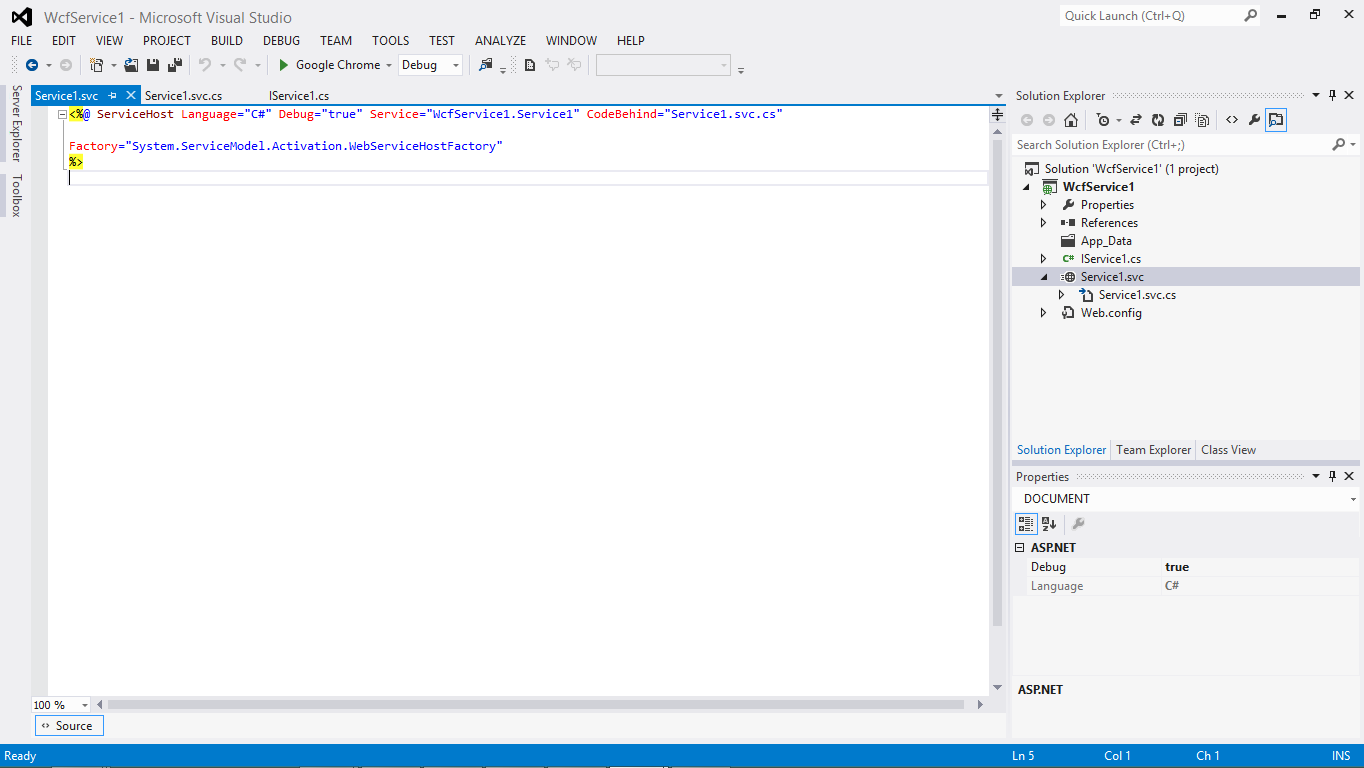 WcfService1 - Microsoft Visual Studio
Quick Launch (Ctrl+Q)
FILE EDIT VIEW PROJECT BUILD DEBUG TEAM TOOLS TEST ANALYZE WINDOW HELP
Google Chrome Debug
Server Explorer
Toolbox
Service1.svc Service1.svc.cs IService1.cs
<%@ ServiceHost Language="C#" Debug="true" Service="WcfService1.Service1" CodeBehind="Service1.svc.cs"
Factory="System.ServiceModel.Activation.WebServiceHostFactory"
%>
100 %
Source
Solution Explorer
Search Solution Explorer (Ctrl+;)
Solution 'WcfService1' (1 project)
WcfService1
Properties
References
App_Data
C# IService1.cs
Service1.svc
Service1.svc.cs
Web.config
Solution Explorer Team Explorer Class View
Properties
DOCUMENT
ASP.NET
Debug true
Language C#
ASP.NET
Ready Ln 5 Col 1 Ch 1 INS